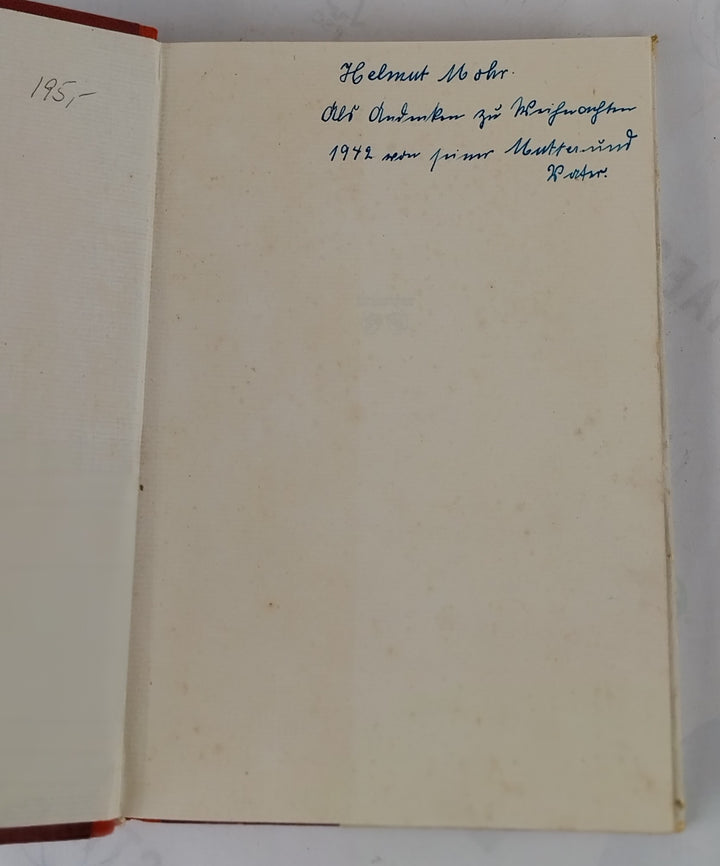 195,-
Helmut Mohr.
Als Andenken zu Weihnachten
1942 von seiner Mutter und
Vater.